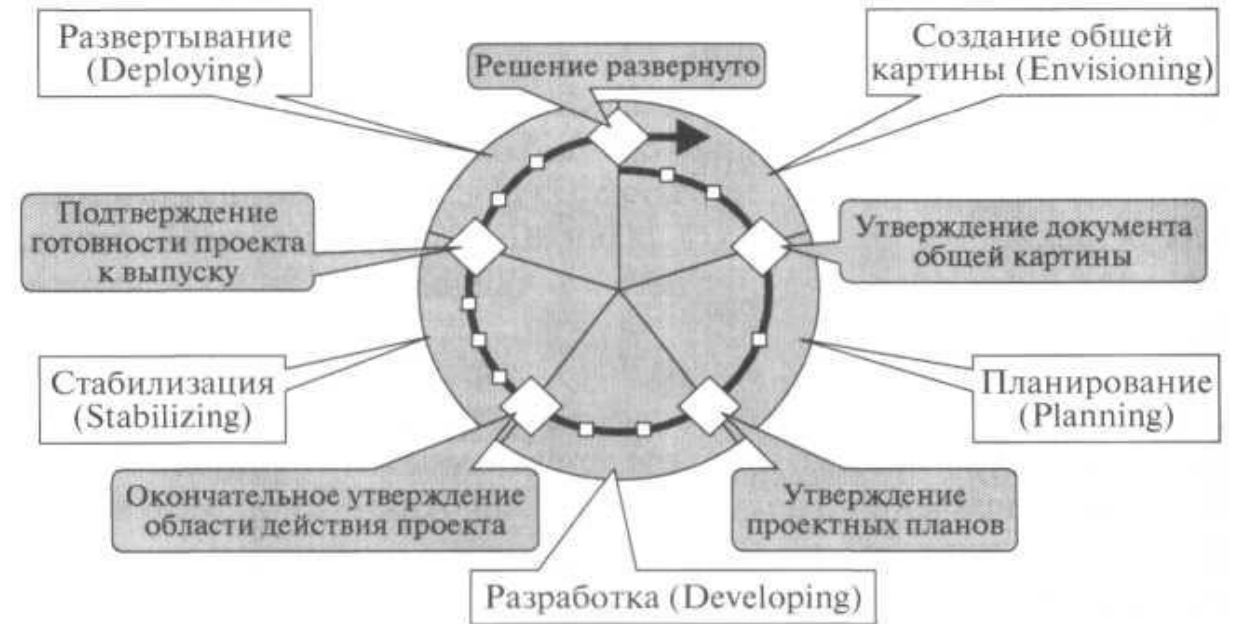 Развертывание
(Deploying)
Решение развернуто
Создание общей
картины (Envisioning)
Подтверждение
готовности проекта
к выпуску
Утверждение документа
общей картины
Стабилизация
(Stabilizing)
Планирование
(Planning)
Окончательное утверждение
области действия проекта
Утверждение
проектных планов
Разработка (Developing)